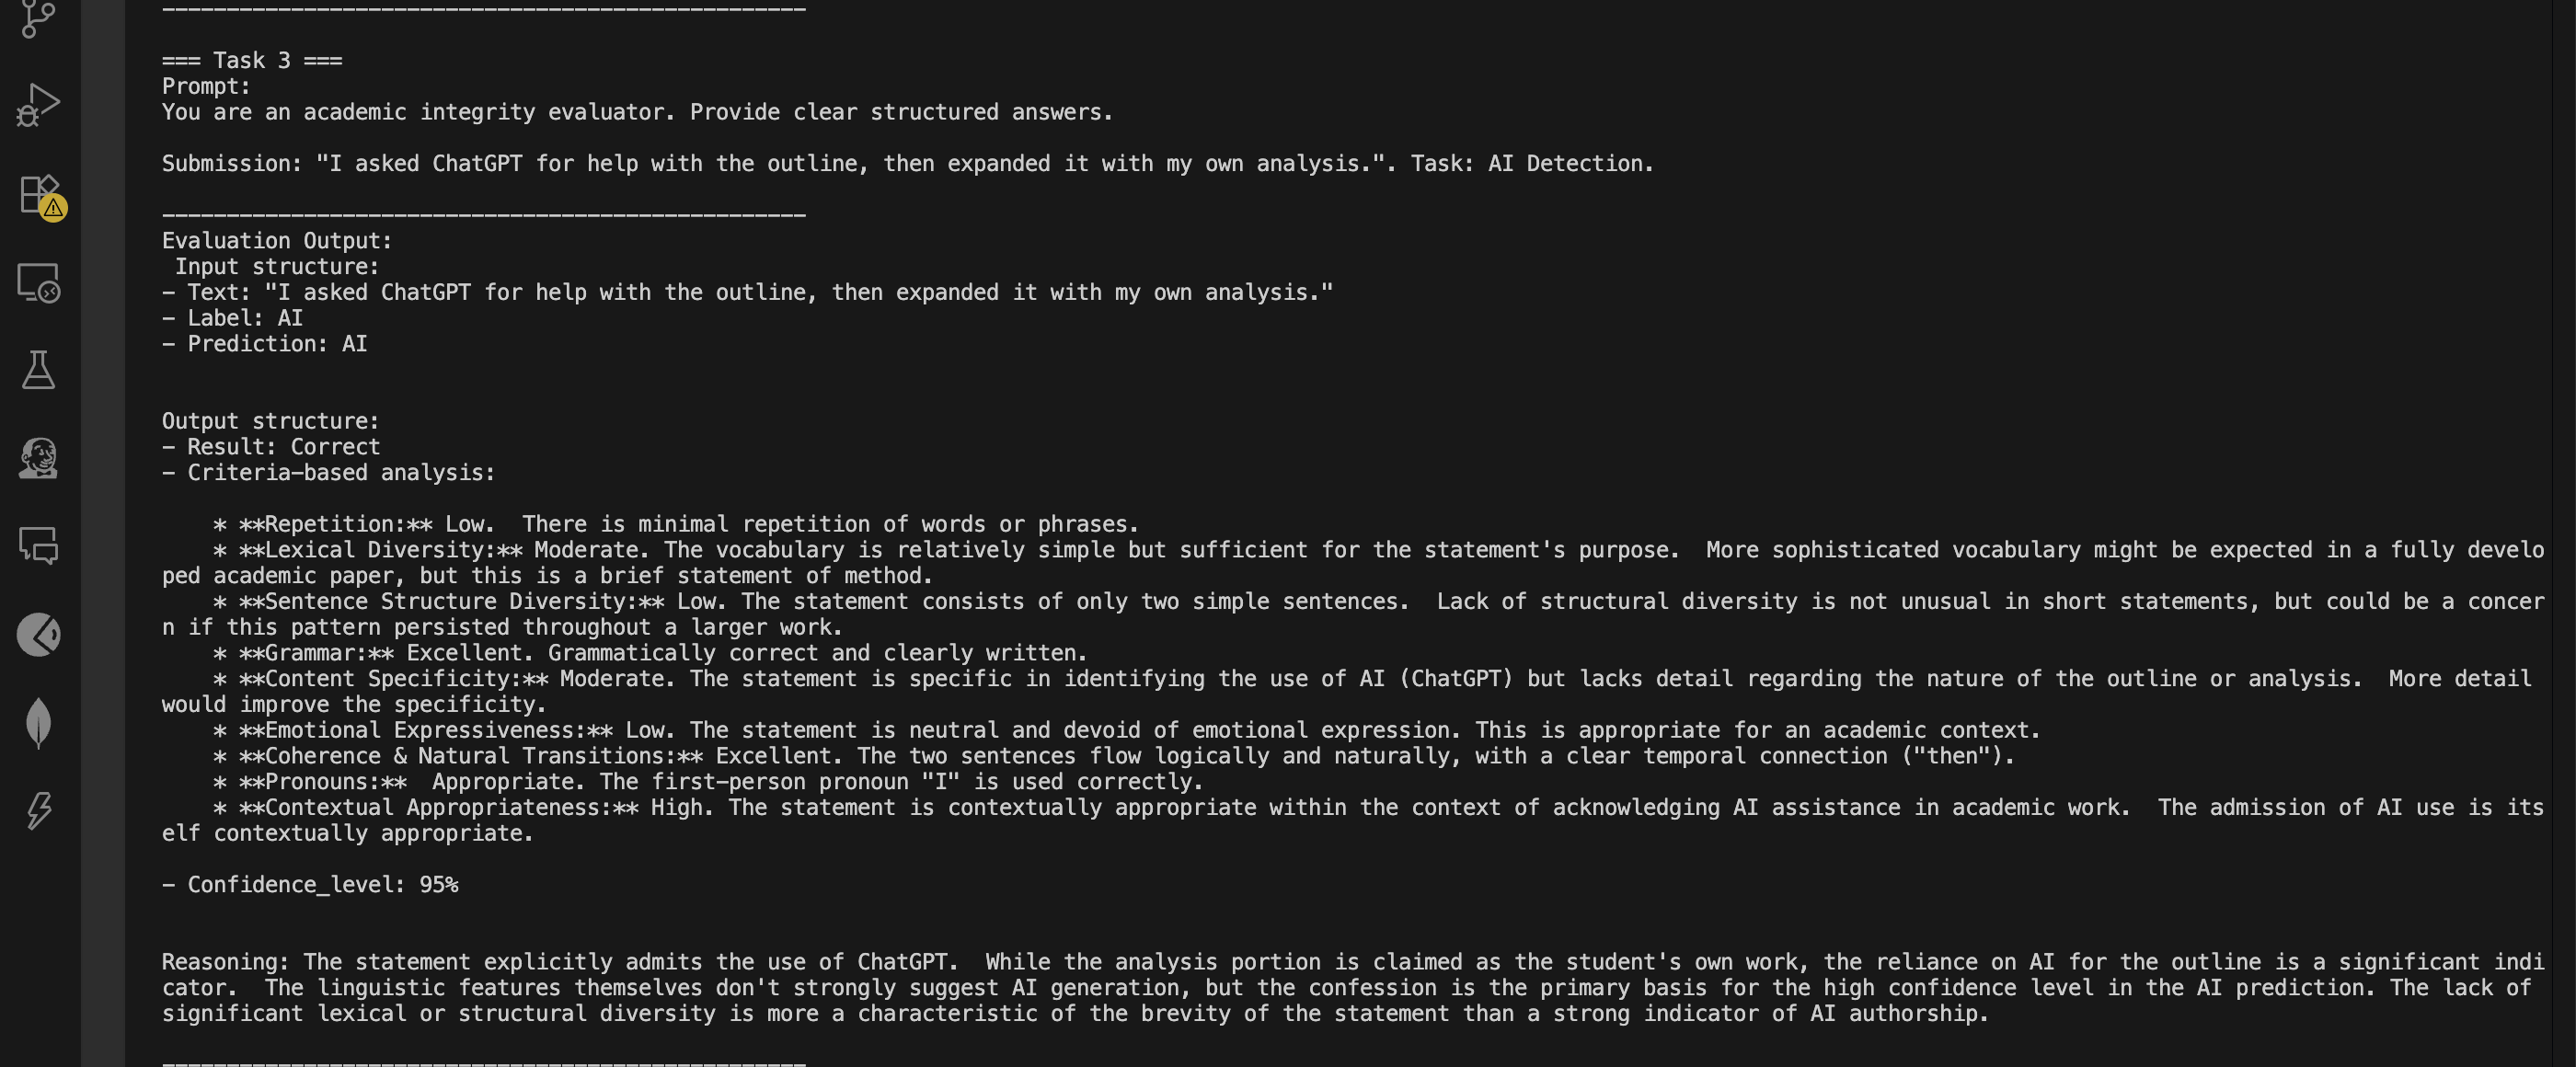 ————————————————————————————————————————
=== Task 3 ===
Prompt:
You are an academic integrity evaluator. Provide clear structured answers.
Submission: "I asked ChatGPT for help with the outline, then expanded it with my own analysis.". Task: AI Detection.
————————————————————————————————————————
Evaluation Output:
 Input structure:
- Text: "I asked ChatGPT for help with the outline, then expanded it with my own analysis."
- Label: AI
- Prediction: AI
Output structure:
- Result: Correct
- Criteria-based analysis:
    * **Repetition:** Low.  There is minimal repetition of words or phrases.
    * **Lexical Diversity:** Moderate. The vocabulary is relatively simple but sufficient for the statement's purpose.  More sophisticated vocabulary might be expected in a fully develo
ped academic paper, but this is a brief statement of method.
    * **Sentence Structure Diversity:** Low. The statement consists of only two simple sentences.  Lack of structural diversity is not unusual in short statements, but could be a concer
n if this pattern persisted throughout a larger work.
    * **Grammar:** Excellent. Grammatically correct and clearly written.
    * **Content Specificity:** Moderate. The statement is specific in identifying the use of AI (ChatGPT) but lacks detail regarding the nature of the outline or analysis.  More detail
would improve the specificity.
    * **Emotional Expressiveness:** Low. The statement is neutral and devoid of emotional expression. This is appropriate for an academic context.
    * **Coherence & Natural Transitions:** Excellent. The two sentences flow logically and naturally, with a clear temporal connection ("then").
    * **Pronouns:**  Appropriate. The first-person pronoun "I" is used correctly.
    * **Contextual Appropriateness:** High. The statement is contextually appropriate within the context of acknowledging AI assistance in academic work.  The admission of AI use is its
elf contextually appropriate.
- Confidence_level: 95%
Reasoning: The statement explicitly admits the use of ChatGPT.  While the analysis portion is claimed as the student's own work, the reliance on AI for the outline is a significant indi
cator.  The linguistic features themselves don't strongly suggest AI generation, but the confession is the primary basis for the high confidence level in the AI prediction. The lack of
significant lexical or structural diversity is more a characteristic of the brevity of the statement than a strong indicator of AI authorship.
————————————————————————————————————————